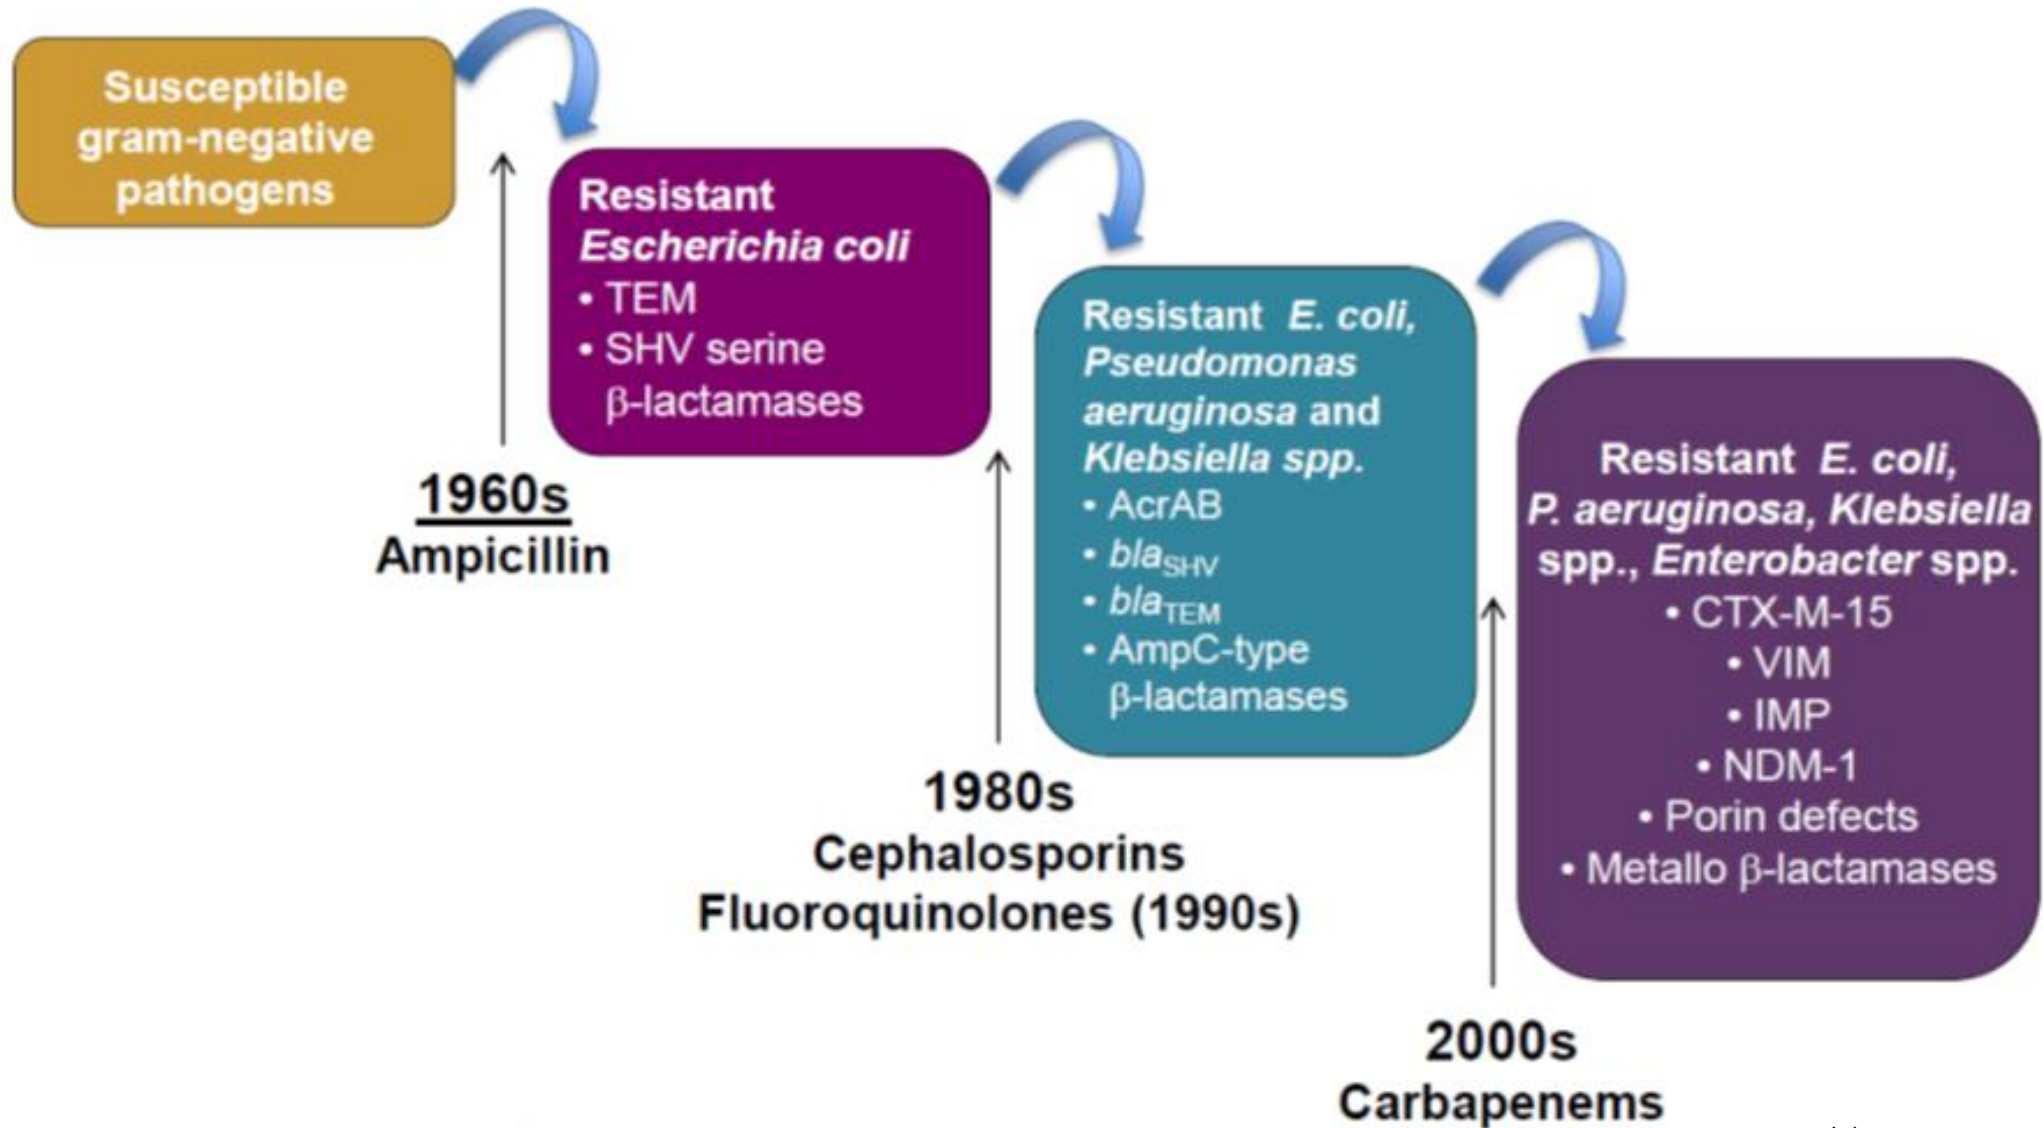 Susceptible
gram-negative
pathogens
Resistant
Escherichia coli
• TEM
• SHV serine
β-lactamases
1960s
Ampicillin
Resistant E. coli,
Pseudomonas
aeruginosa and
Klebsiella spp.
• AcrAB
• blaSHV
• blaTEM
• AmpC-type
β-lactamases
1980s
Cephalosporins
Fluoroquinolones (1990s)
Resistant E. coli,
P. aeruginosa, Klebsiella
spp., Enterobacter spp.
• CTX-M-15
• VIM
• IMP
• NDM-1
• Porin defects
• Metallo β-lactamases
2000s
Carbapenems